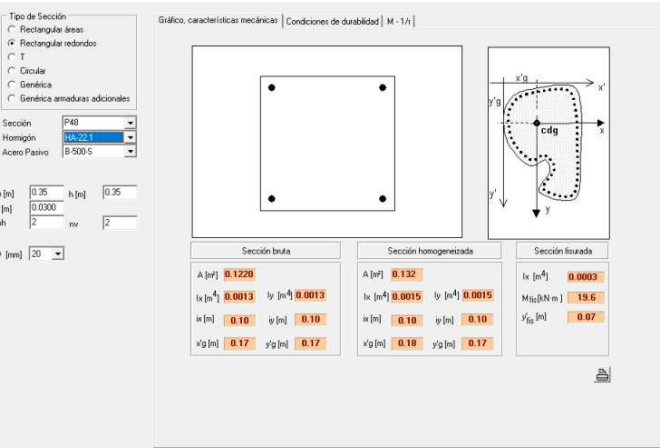 Tipo de Sección
Rectangular áreas
Rectangular redondos
T
Circular
Genérica
Genérica armaduras adicionales
Sección P48
Hormigón HA-22.1
Acero Pasivo B-500-S
[m] 0.35 h [m] 0.35
[m] 0.0300
2 nv 2
[mm] 20
Gráfico, características mecánicas Condiciones de durabilidad M - 1/r
x'g x'
y'g
cdg x
y'
y
Sección bruta Sección homogeneizada Sección fisurada
A [m²] 0.1220 A [m²] 0.132 Ix [m4] 0.0003
Ix [m4] 0.0013 Iy [m4] 0.0013 Ix [m4] 0.0015 Iy [m4] 0.0015 Mfis[kN·m] 19.6
ix [m] 0.10 iy [m] 0.10 ix [m] 0.10 iy [m] 0.10 y'fis [m] 0.07
x'g [m] 0.17 y'g [m] 0.17 x'g [m] 0.18 y'g [m] 0.17